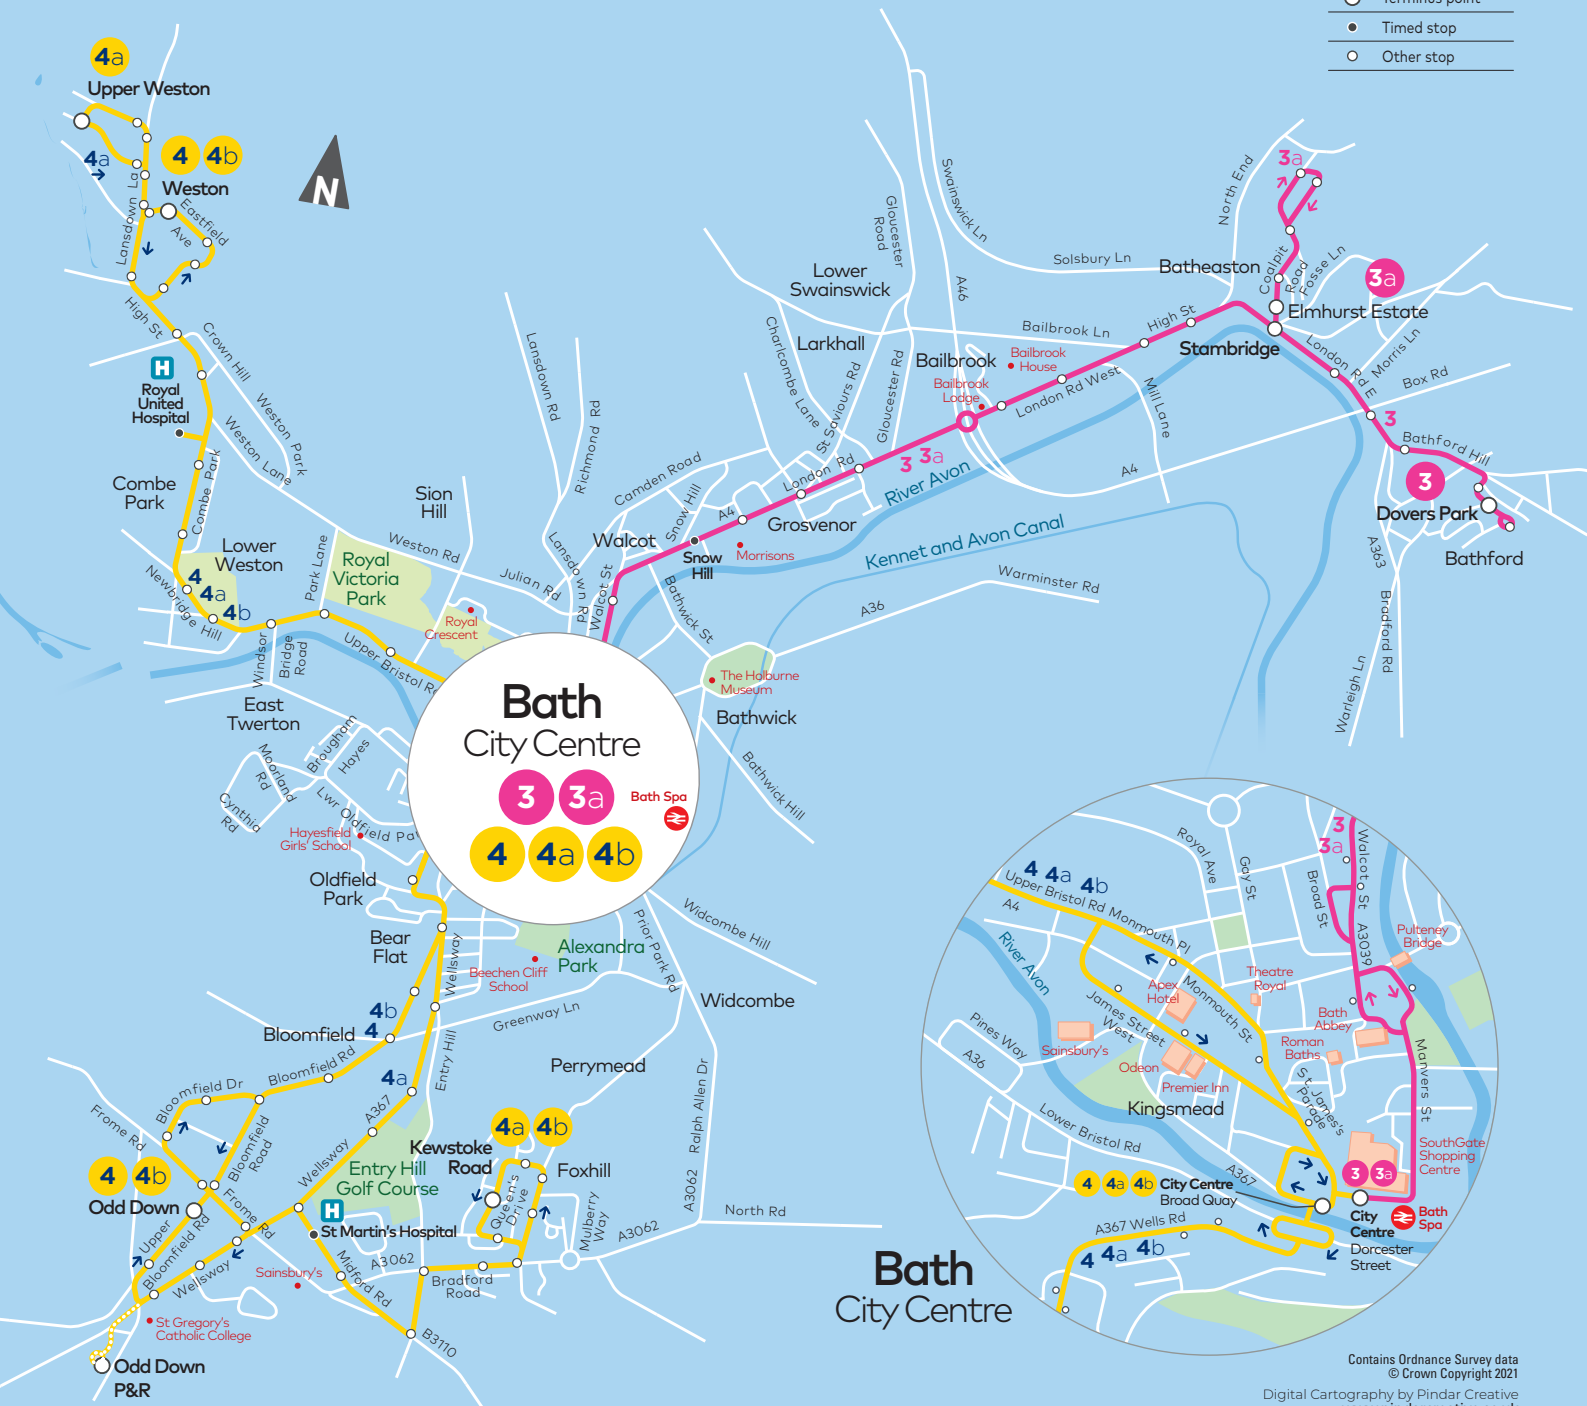 Terminus point
Timed stop
Other stop
4a
Upper Weston
4a
4 4b
Weston
Eastfield
Ave
Lansdown La
High St
Crown Hill
Weston Park
Weston Lane
H
Royal
United
Hospital
Combe
Park
Combe Park
Lower
Weston
4
4a
4b
Newbridge Hill
Windsor
Bridge
Road
Park Lane
Royal
Victoria
Park
Upper Bristol R
Royal
Crescent
Weston Rd
Sion
Hill
Julian Rd
Lansdown Rd
Lansdown Rd
Richmond Rd
N
Camden Road
Snow Hill
Walcot
Walcot St
Snow
Hill
A4
Morrisons
Grosvenor
London Rd
Bathwick St
Lower
Swainswick
Larkhall
Charlcombe Lane
St Saviours Rd
Gloucester Rd
Gloucester
Road
Swainswick Ln
A46
Solsbury Ln
Bailbrook Ln
Bailbrook
Bailbrook
House
Bailbrook
Lodge
London Rd West
High St
Mill Lane
3 3a
River Avon
Kennet and Avon Canal
A4
Warminster Rd
A36
North End
3a
Batheaston
Coalpit
Road
Fosse Ln
3a
Elmhurst Estate
Stambridge
London Rd E
Morris Ln
Box Rd
3
Bathford Hill
3
Dovers Park
Bathford
A363
Bradford Rd
Warleigh Ln
The Holburne
Museum
Bathwick
Bathwick Hill
East
Twerton
Brougham
Hayes
Moorland
Rd
Cynthia
Rd
Lwr Oldfield Pa
Hayesfield
Girls' School
Bath
City Centre
3 3a
Bath Spa
4 4a 4b
Oldfield
Park
Bear
Flat
Wellsway
Alexandra
Park
Beechen Cliff
School
Prior Park Rd
Widcombe Hill
Widcombe
Greenway Ln
4b
4
Bloomfield
Bloomfield Rd
Entry Hill
4a
A367
Wellsway
Perrymead
Ralph Allen Dr
A3062
North Rd
Bloomfield Dr
Frome Rd
Bloomfield
Road
4 4b
Odd Down
Frome Rd
Upper
Bloomfield Rd
Wellsway
Entry Hill
Golf Course
H
St Martin's Hospital
4a 4b
Kewstoke
Road
Foxhill
Queen's
Drive
Mulberry
Way
A3062
A3062
Midford Rd
Bradford
Road
B3110
Sainsbury's
St Gregory's
Catholic College
Odd Down
P&R
3
3a
Walcot St
A3039
Royal Ave
Gay St
Broad St
4 4a 4b
Upper Bristol Rd
A4
Monmouth Pl
Monmouth St
River Avon
Apex
Hotel
Theatre
Royal
Pulteney
Bridge
Bath
Abbey
Roman
Baths
James Street
West
Pines Way
A36
Sainsbury's
Odeon
Premier Inn
Kingsmead
St. James's
Parade
Manvers St
Lower Bristol Rd
A367
SouthGate
Shopping
Centre
3 3a
4 4a 4b City Centre
Broad Quay
City
Centre
Dorcester
Street
Bath
Spa
A367 Wells Rd
4 4a 4b
Bath
City Centre
Contains Ordnance Survey data
© Crown Copyright 2021
Digital Cartography by Pindar Creative